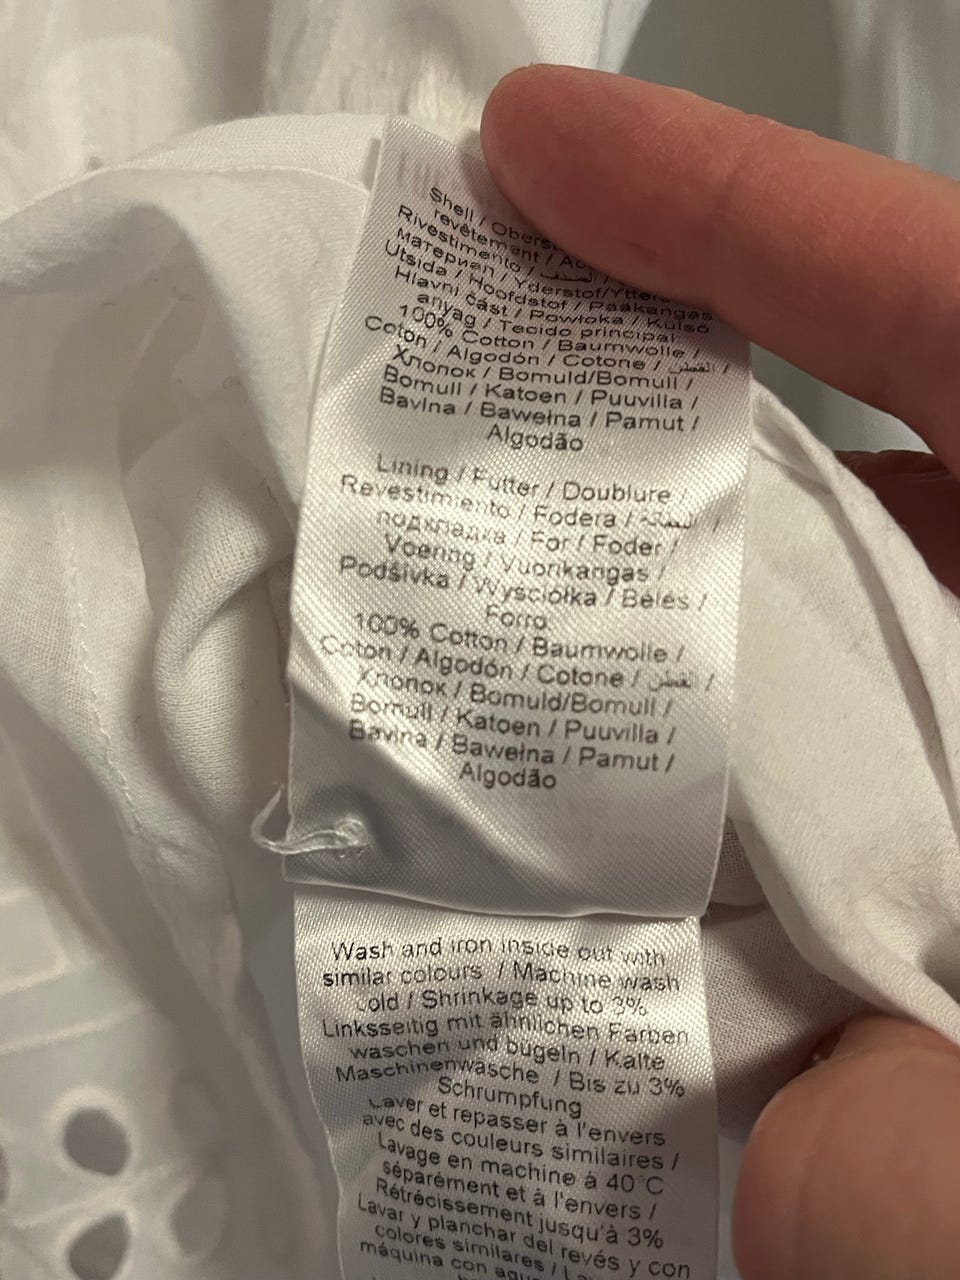 Shell /
revêtement /
Rivestimento /
материал / Yderstof/Ytterst
Utsida / Hoofdstof / Pääkangas
Hlavní část / Powłoka / Külső
anyag / Tecido principal
100% Cotton / Baumwolle /
Coton / Algodón / Cotone / القطن /
Хлопок / Bomuld/Bomull /
Bomull / Katoen / Puuvilla /
Bavlna / Bawełna / Pamut /
Algodão
Lining / Futter / Doublure /
Revestimiento / Fodera / البطانة /
подкладка / For / Foder /
Voering / Vuorikangas /
Podšívka / Wyściółka / Bélés /
Forro
100% Cotton / Baumwolle /
Coton / Algodón / Cotone / القطن /
Хлопок / Bomuld/Bomull /
Bomull / Katoen / Puuvilla /
Bavlna / Bawełna / Pamut /
Algodão
Wash and iron inside out with
similar colours / Machine wash
cold / Shrinkage up to 3%
Linksseitig mit ähnlichen Farben
waschen und bügeln / Kalte
Maschinenwäsche / Bis zu 3%
Schrumpfung
Laver et repasser à l'envers
avec des couleurs similaires /
Lavage en machine à 40°C
séparément et à l'envers /
Rétrécissement jusqu'à 3%
Lavar y planchar del revés y con
colores similares /
máquina con